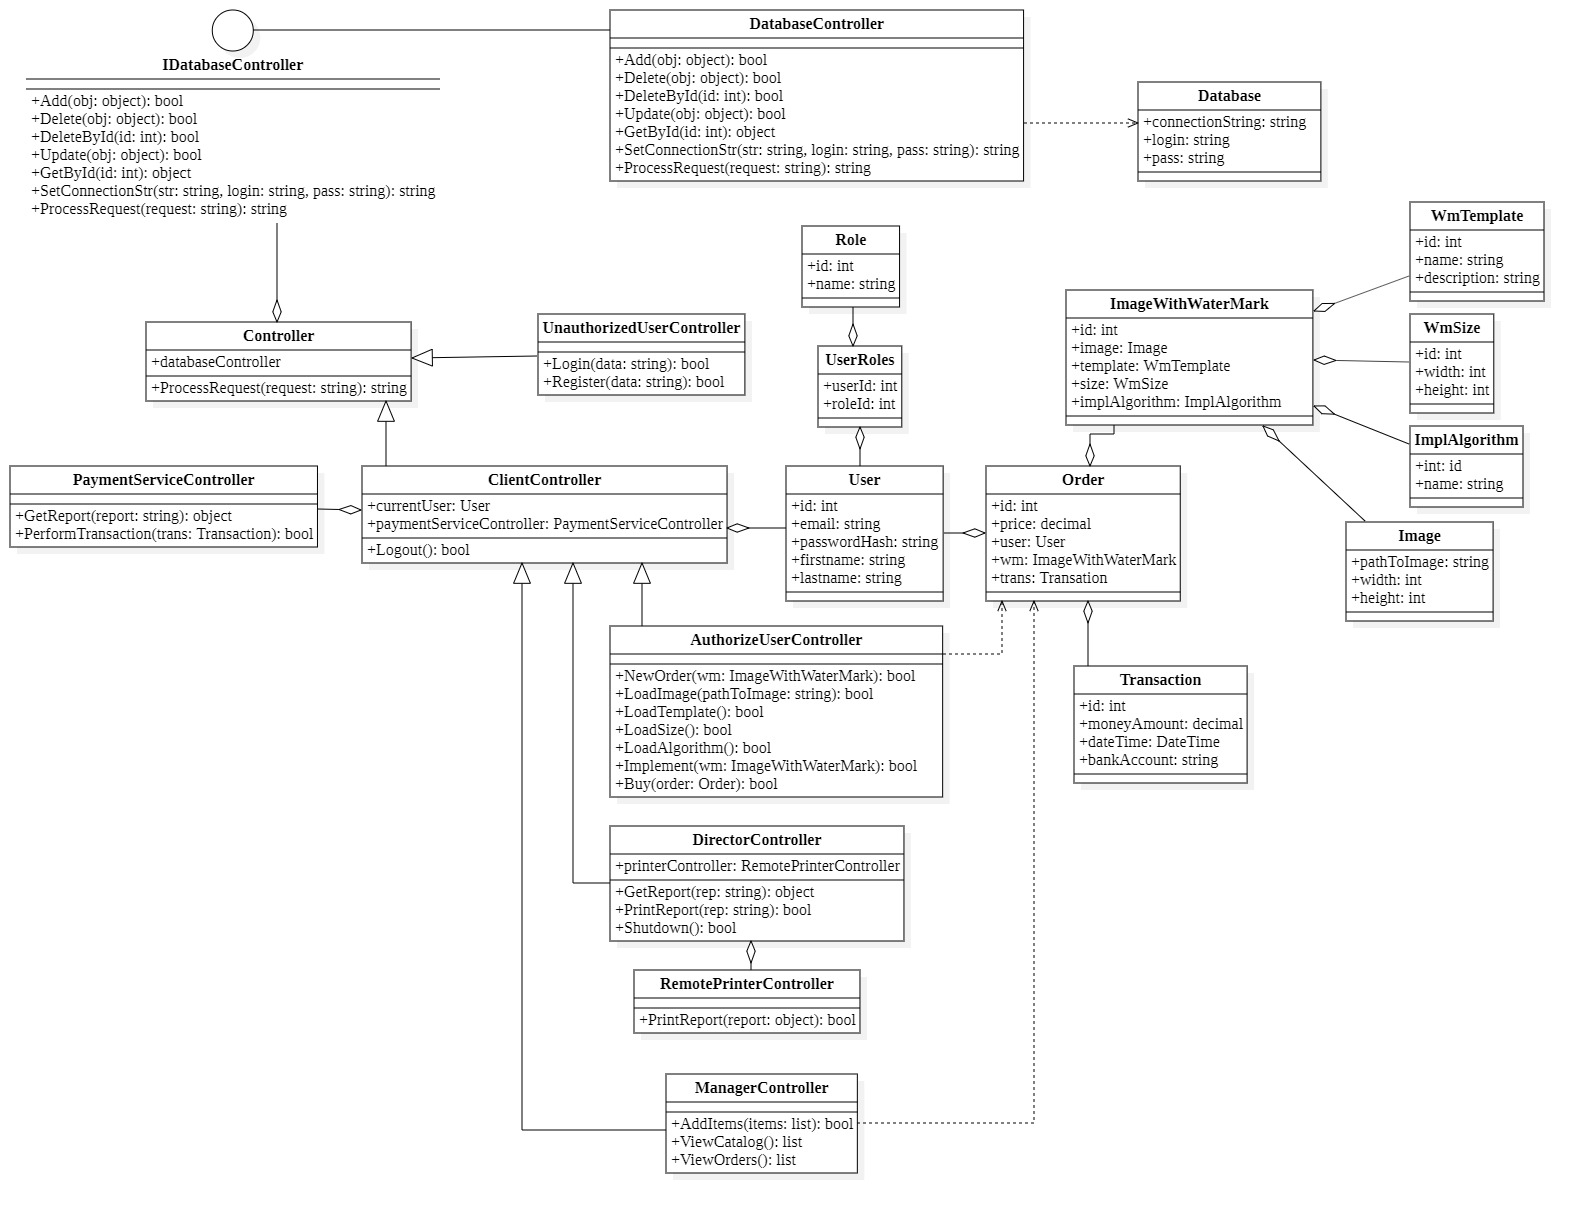 IDatabaseController
+Add(obj: object): bool
+Delete(obj: object): bool
+DeleteById(id: int): bool
+Update(obj: object): bool
+GetById(id: int): object
+SetConnectionStr(str: string, login: string, pass: string): string
+ProcessRequest(request: string): string
DatabaseController
+Add(obj: object): bool
+Delete(obj: object): bool
+DeleteById(id: int): bool
+Update(obj: object): bool
+GetById(id: int): object
+SetConnectionStr(str: string, login: string, pass: string): string
+ProcessRequest(request: string): string
Database
+connectionString: string
+login: string
+pass: string
Role
+id: int
+name: string
WmTemplate
+id: int
+name: string
+description: string
ImageWithWaterMark
+id: int
+image: Image
+template: WmTemplate
+size: WmSize
+implAlgorithm: ImplAlgorithm
WmSize
+id: int
+width: int
+height: int
Controller
+databaseController
+ProcessRequest(request: string): string
UnauthorizedUserController
+Login(data: string): bool
+Register(data: string): bool
UserRoles
+userId: int
+roleId: int
ImplAlgorithm
+int: id
+name: string
PaymentServiceController
+GetReport(report: string): object
+PerformTransaction(trans: Transaction): bool
ClientController
+currentUser: User
+paymentServiceController: PaymentServiceController
+Logout(): bool
User
+id: int
+email: string
+passwordHash: string
+firstname: string
+lastname: string
Order
+id: int
+price: decimal
+user: User
+wm: ImageWithWaterMark
+trans: Transation
Image
+pathToImage: string
+width: int
+height: int
AuthorizeUserController
+NewOrder(wm: ImageWithWaterMark): bool
+LoadImage(pathToImage: string): bool
+LoadTemplate(): bool
+LoadSize(): bool
+LoadAlgorithm(): bool
+Implement(wm: ImageWithWaterMark): bool
+Buy(order: Order): bool
Transaction
+id: int
+moneyAmount: decimal
+dateTime: DateTime
+bankAccount: string
DirectorController
+printerController: RemotePrinterController
+GetReport(rep: string): object
+PrintReport(rep: string): bool
+Shutdown(): bool
RemotePrinterController
+PrintReport(report: object): bool
ManagerController
+AddItems(items: list): bool
+ViewCatalog(): list
+ViewOrders(): list